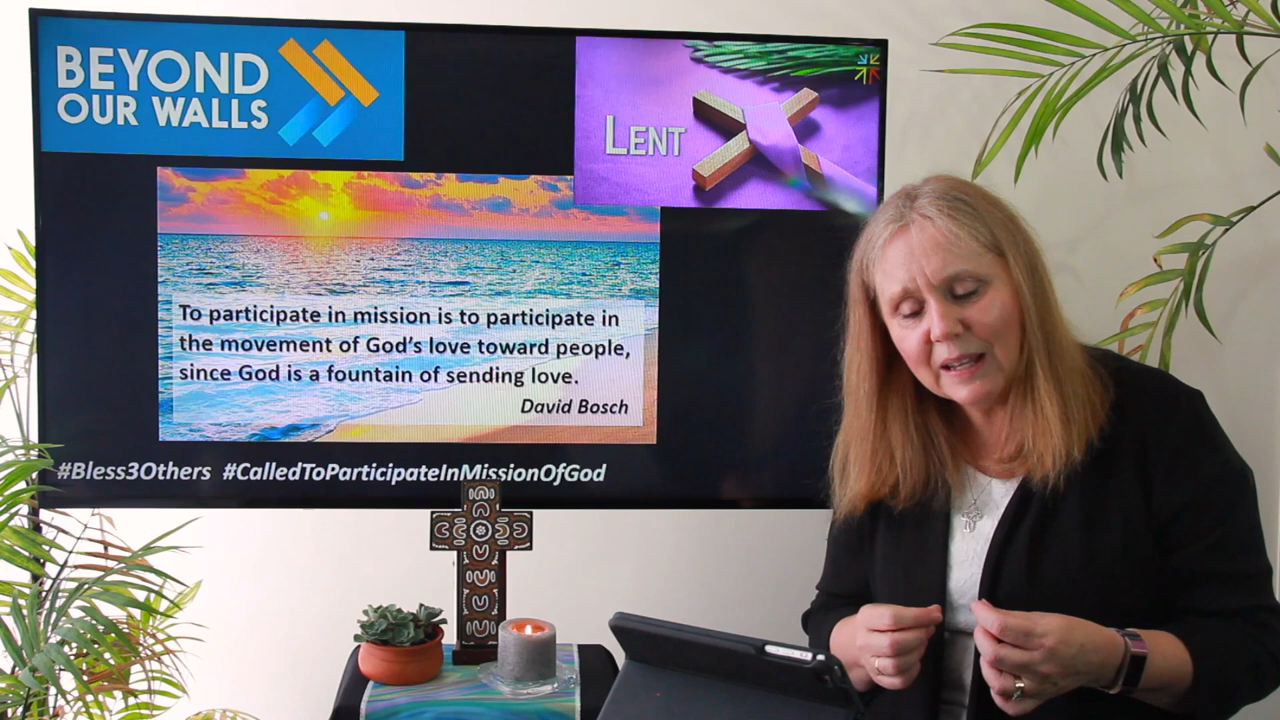 BEYOND
OUR WALLS
LENT
To participate in mission is to participate in
the movement of God's love toward people,
since God is a fountain of sending love.
David Bosch
#Bless3Others #CalledToParticipateInMissionOfGod